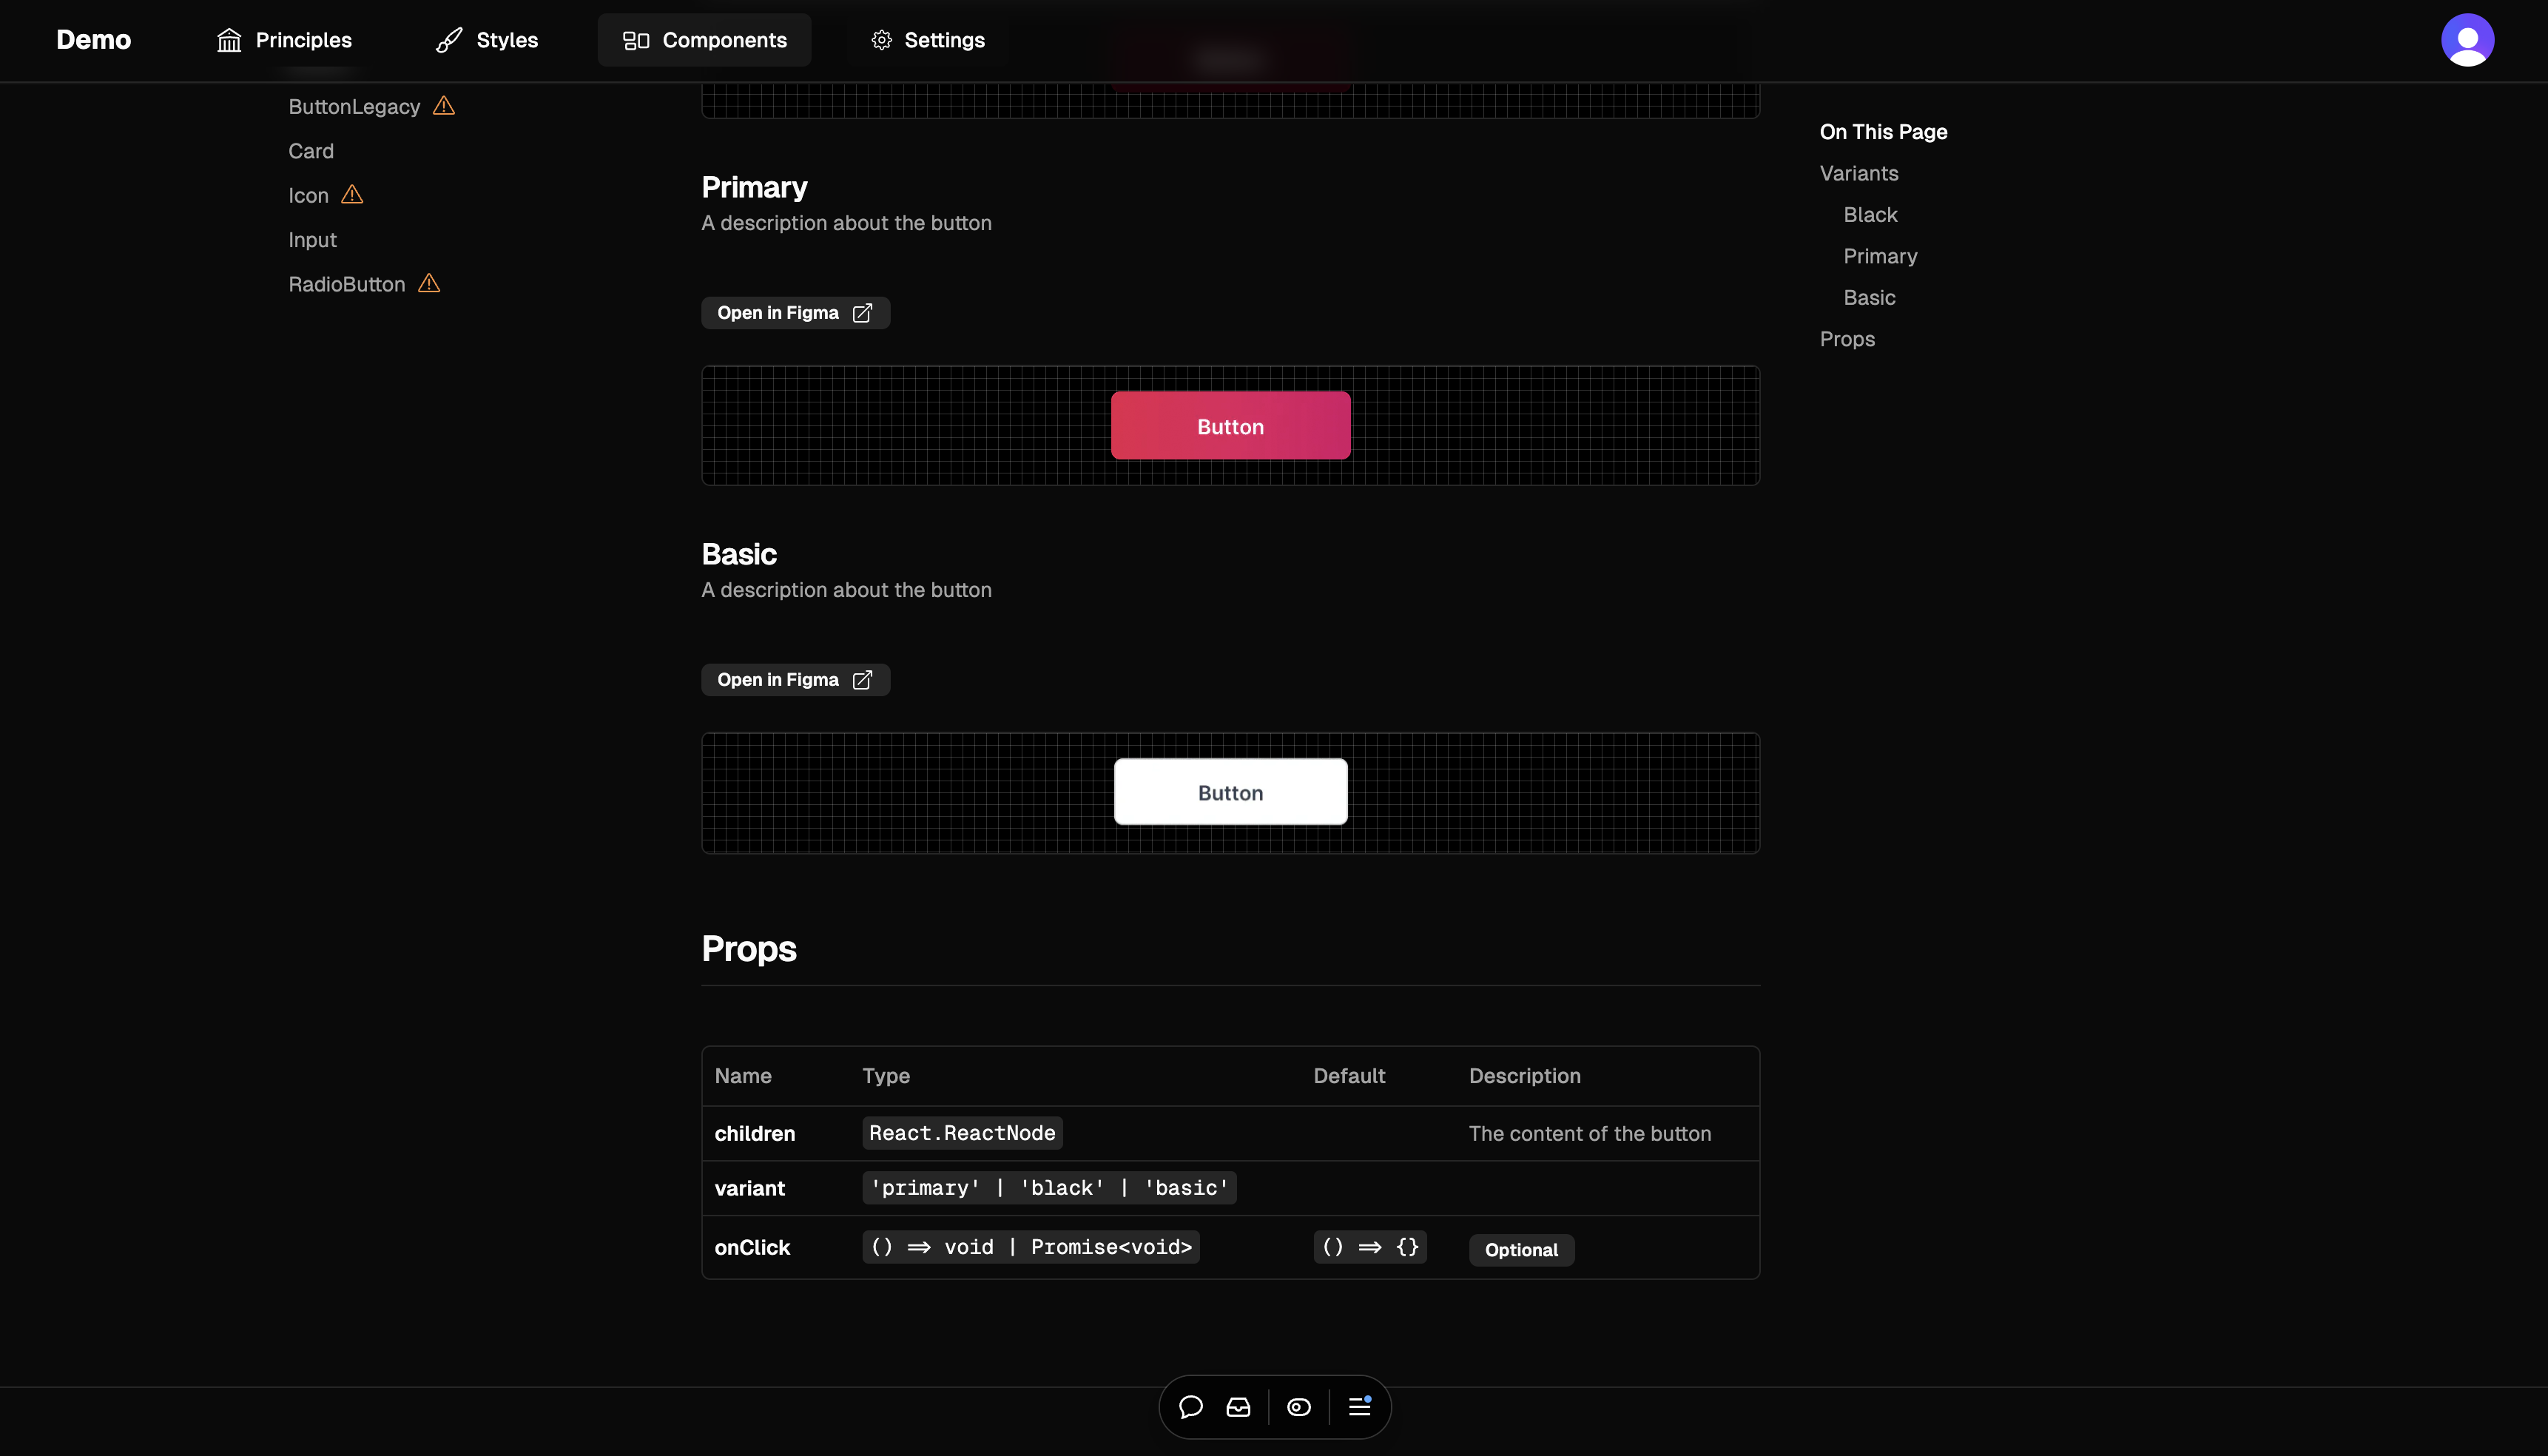 Demo
Principles
Styles
Components
Settings
ButtonLegacy
Card
Icon
Input
RadioButton
Primary
A description about the button
Open in Figma
Button
Basic
A description about the button
Open in Figma
Button
Props
Name Type Default Description
children React.ReactNode The content of the button
variant 'primary' | 'black' | 'basic'
onClick () => void | Promise<void> () => {} Optional
On This Page
Variants
Black
Primary
Basic
Props